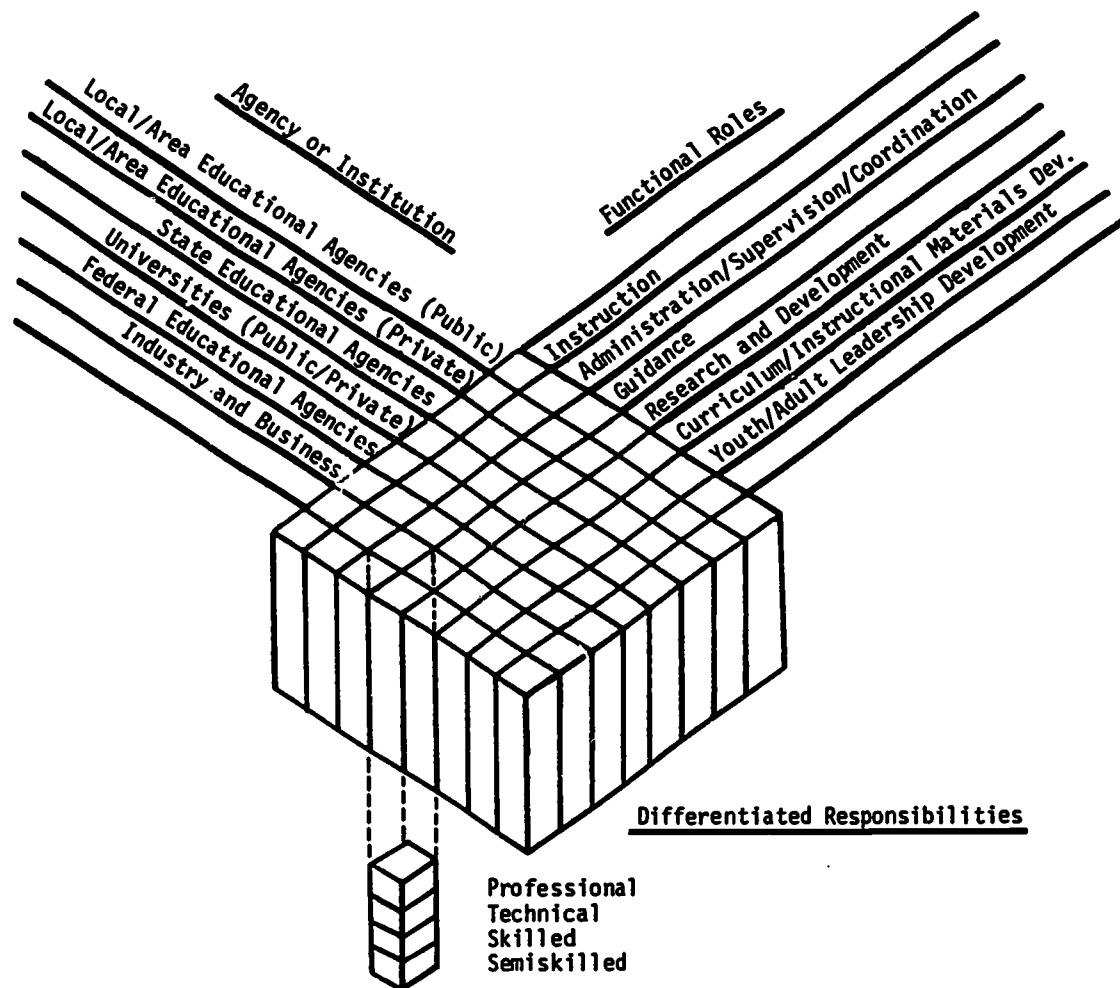 Agency or Institution
Local/Area Educational Agencies (Public)
Local/Area Educational Agencies (Private)
State Educational Agencies
Universities (Public/Private)
Federal Educational Agencies
Industry and Business
Functional Roles
Instruction
Administration/Supervision/Coordination
Guidance
Research and Development
Curriculum/Instructional Materials Dev.
Youth/Adult Leadership Development
Differentiated Responsibilities
Professional
Technical
Skilled
Semiskilled